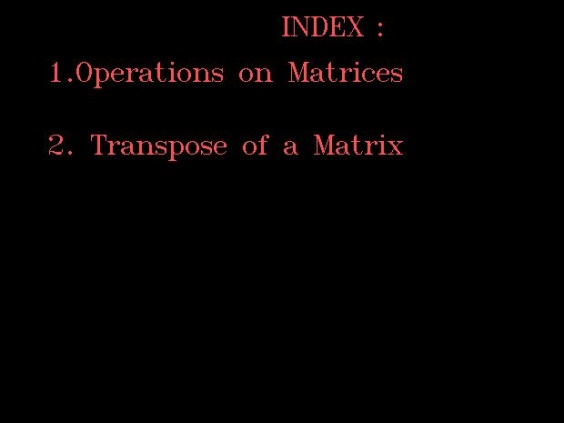 INDEX :
1.Operations on Matrices
2. Transpose of a Matrix